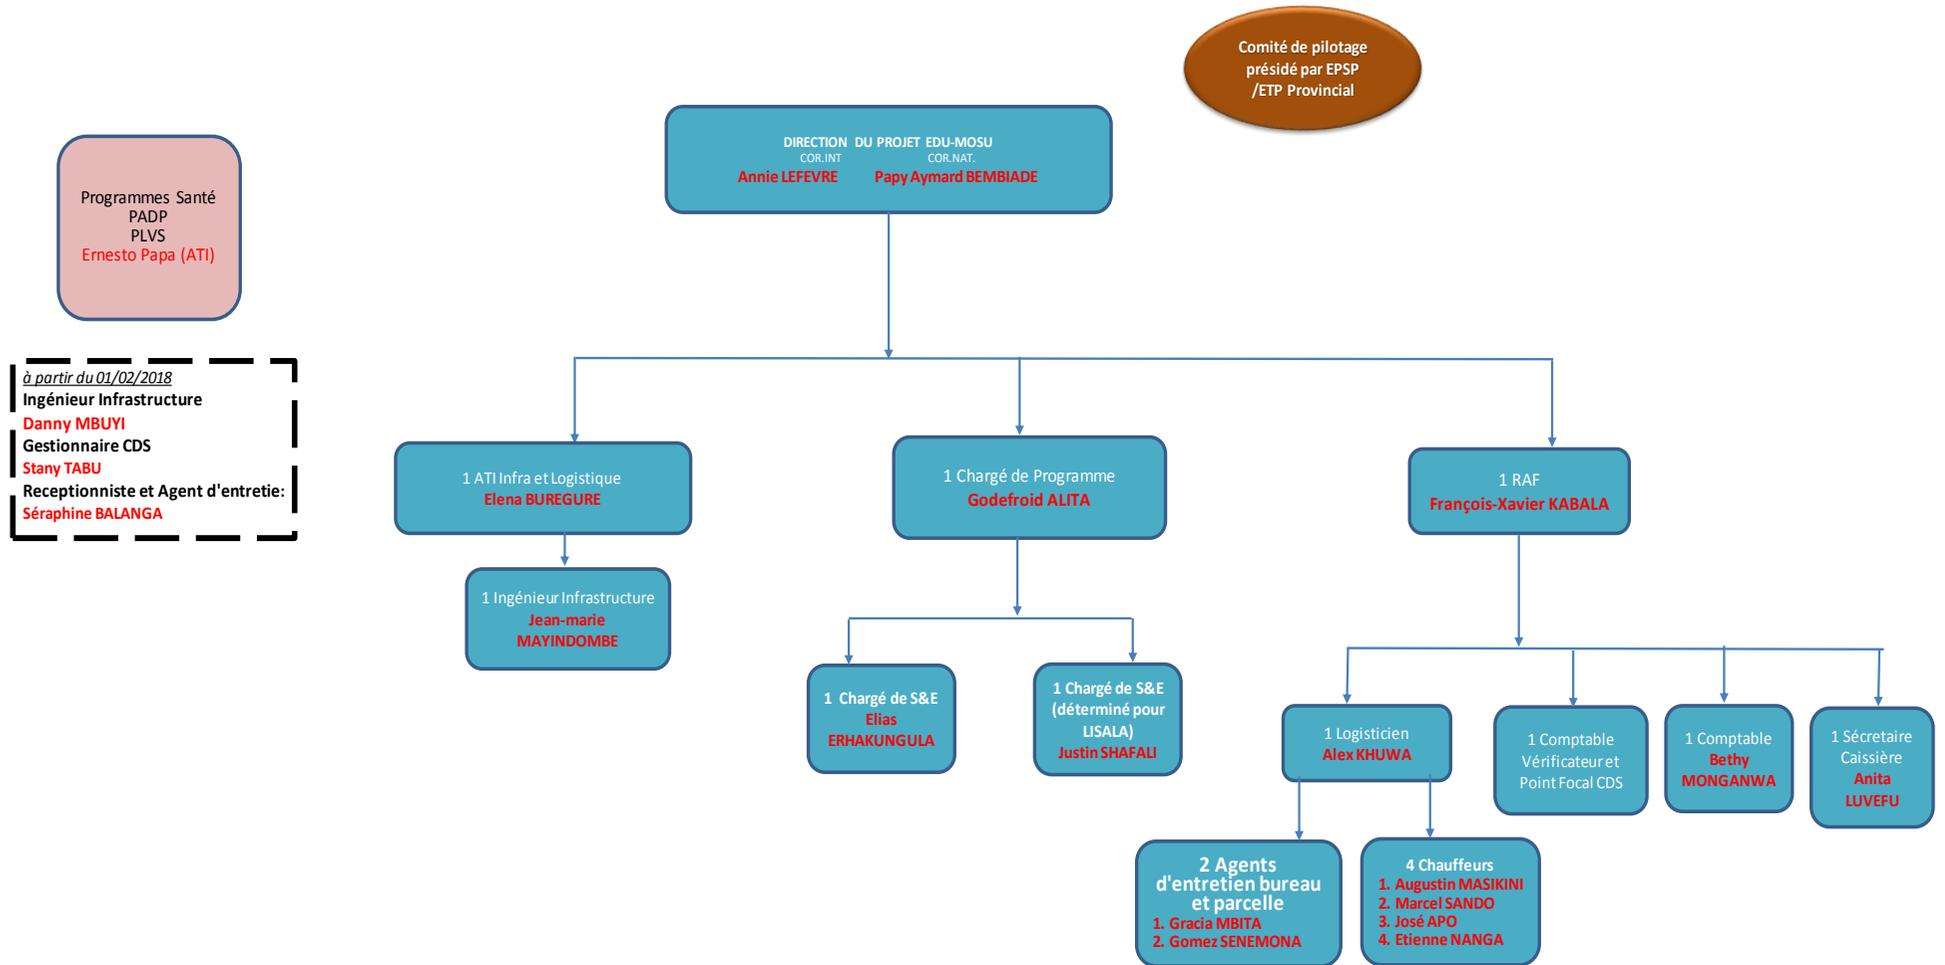 Comité de pilotage
présidé par EPSP
/ETP Provincial
DIRECTION DU PROJET EDU-MOSU
COR.INT COR.NAT.
Annie LEFEVRE Papy Aymard BEMBIADE
Programmes Santé
PADP
PLVS
Ernesto Papa (ATI)
à partir du 01/02/2018
Ingénieur Infrastructure
Danny MBUYI
Gestionnaire CDS
Stany TABU
Receptionniste et Agent d'entretie:
Séraphine BALANGA
1 ATI Infra et Logistique
Elena BUREGURE
1 Chargé de Programme
Godefroid ALITA
1 RAF
François-Xavier KABALA
1 Ingénieur Infrastructure
Jean-marie
MAYINDOMBE
1 Chargé de S&E
Elias
ERHAKUNGULA
1 Chargé de S&E
(déterminé pour
LISALA)
Justin SHAFALI
1 Logisticien
Alex KHUWA
1 Comptable
Vérificateur et
Point Focal CDS
1 Comptable
Bethy
MONGANWA
1 Sécretaire
Caissière
Anita
LUVEFU
2 Agents
d'entretien bureau
et parcelle
1. Gracia MBITA
2. Gomez SENEMONA
4 Chauffeurs
1. Augustin MASIKINI
2. Marcel SANDO
3. José APO
4. Etienne NANGA